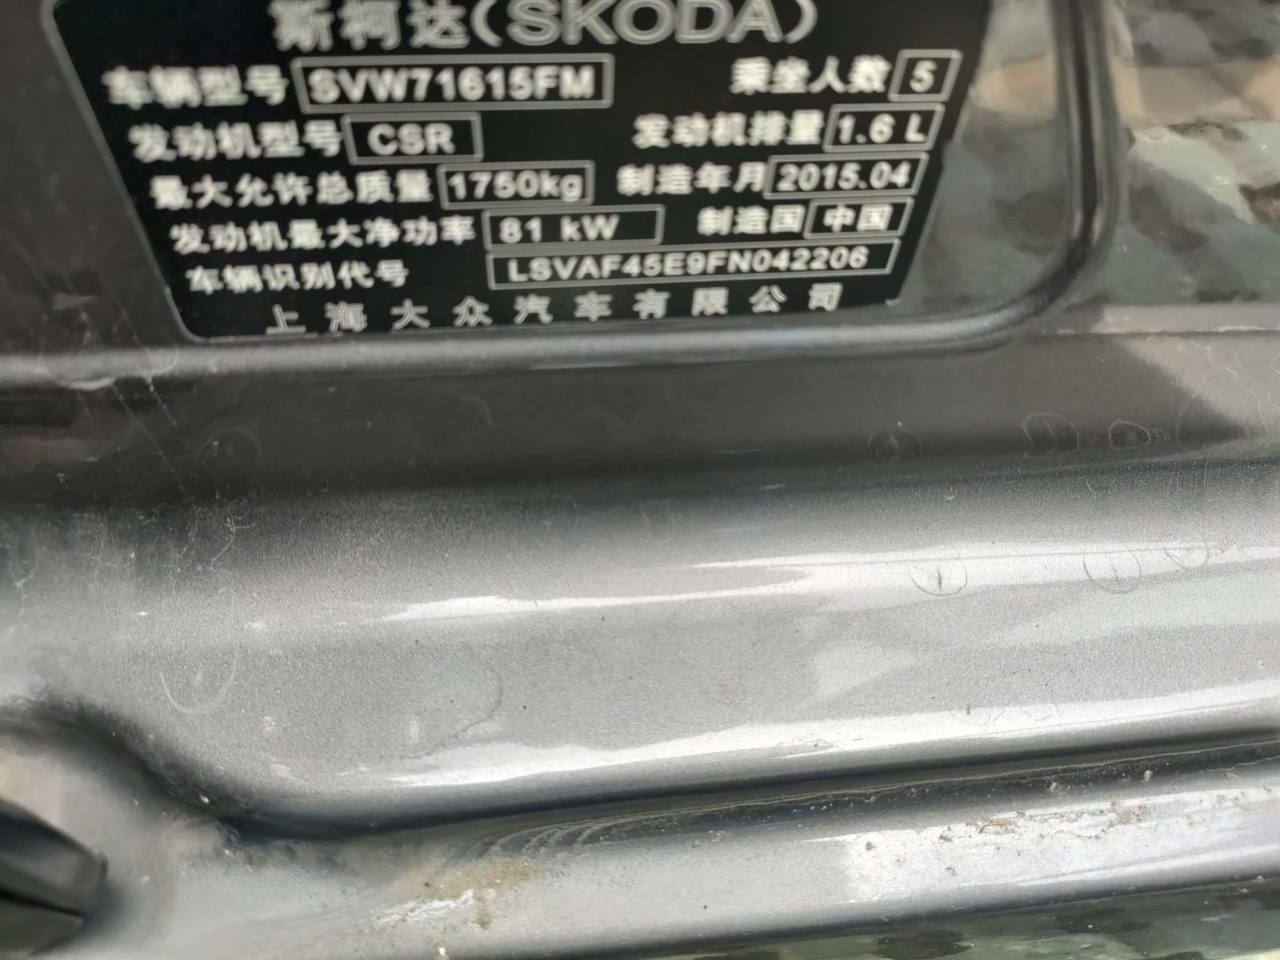 斯柯达(SKODA)
车辆型号 SVW71615FM 乘坐人数 5
发动机型号 CSR 发动机排量 1.6 L
最大允许总质量 1750kg 制造年月 2015.04
发动机最大净功率 81 kW 制造国 中国
车辆识别代号 LSVAF45E9FN042206
上海大众汽车有限公司